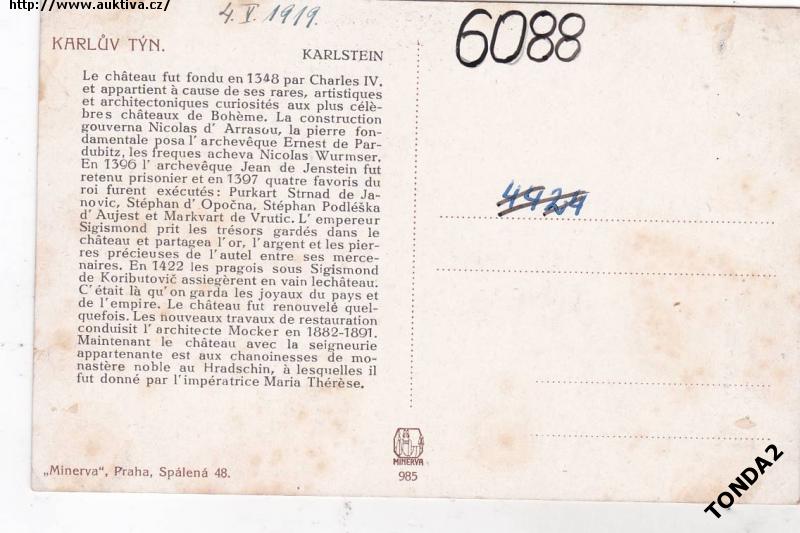 http://www.auktiva.cz/
4. V. 1919.
6088
KARLŮV TÝN.
KARLSTEIN
Le château fut fondu en 1348 par Charles IV.
et appartient à cause de ses rares, artistiques
et architectoniques curiosités aux plus célè-
bres châteaux de Bohème. La construction
gouverna Nicolas d' Arrasou, la pierre fon-
damentale posa l' archevêque Ernest de Par-
dubitz, les freques acheva Nicolas Wurmser.
En 1396 l' archevêque Jean de Jenstein fut
retenu prisonier et en 1397 quatre favoris du
roi furent exécutés: Purkart Strnad de Ja-
novic, Stéphan d' Opočna, Stéphan Podléška
d' Aujest et Markvart de Vrutic. L' empereur
Sigismond prit les trésors gardés dans le
château et partagea l' or, l' argent et les pier-
res précieuses de l' autel entre ses merce-
naires. En 1422 les pragois sous Sigismond
de Koributovič assiegèrent en vain lechâteau.
C' était là qu' on garda les joyaux du pays et
de l' empire. Le château fut renouvelé quel-
quefois. Les nouveaux travaux de restauration
conduisit l' architecte Mocker en 1882-1891.
Maintenant le château avec la seigneurie
appartenante est aux chanoinesses de mo-
nastère noble au Hradschin, à lesquelles il
fut donné par l' impératrice Maria Thérèse.
„Minerva“, Praha, Spálená 48.
MINERVA
985
TONDA2